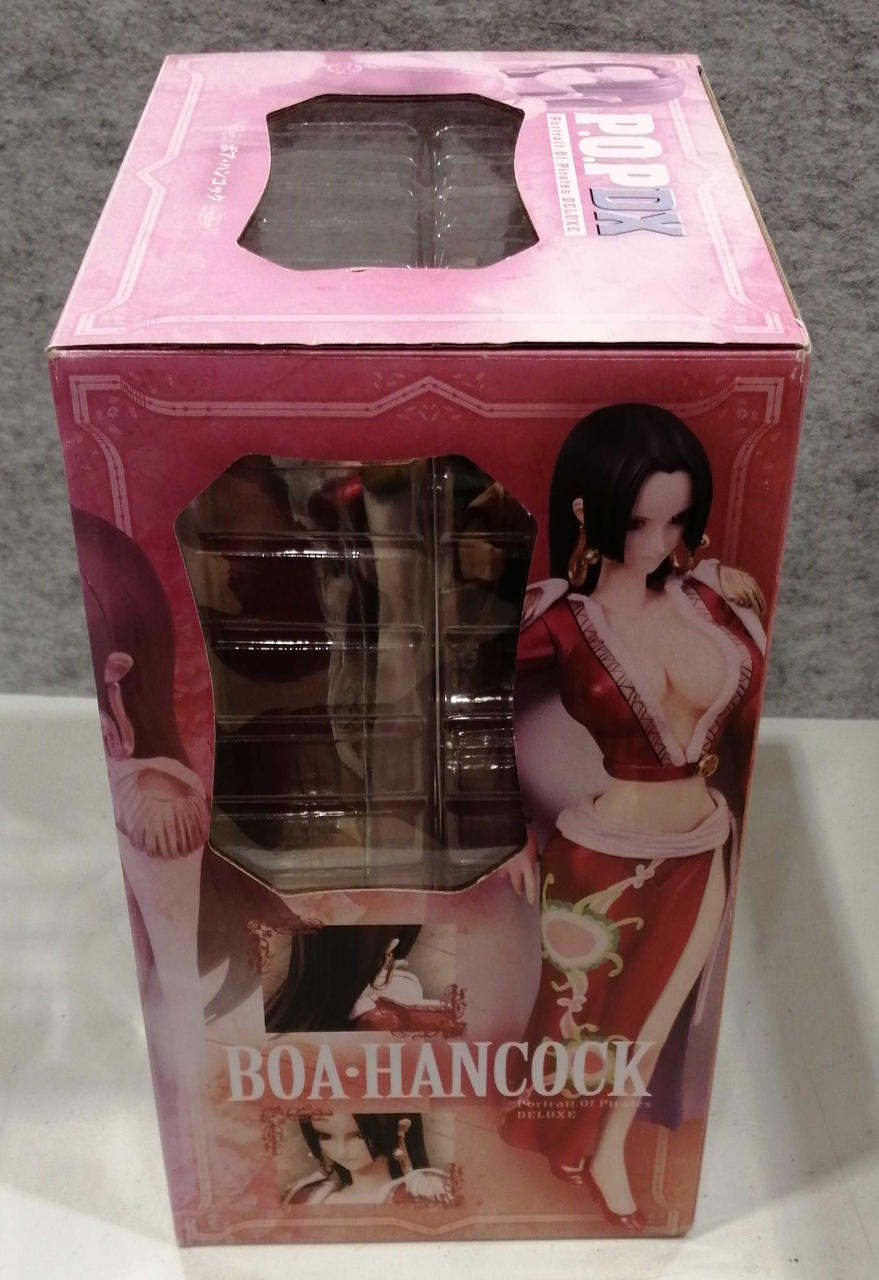 P.O.P DX
Portrait.Of.Pirates DELUXE
ボア・ハンコック
BOA・HANCOCK
Portrait.Of.Pirates
DELUXE